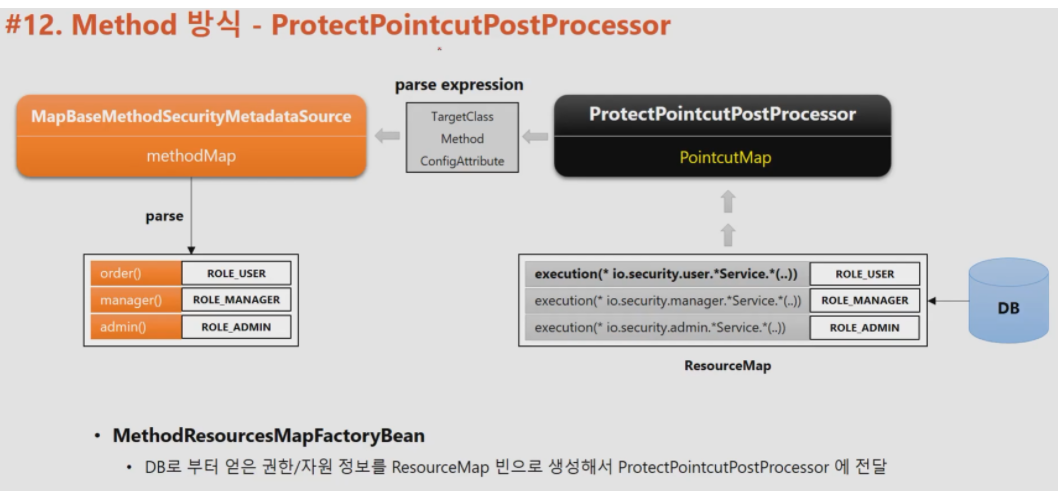 #12. Method 방식 - ProtectPointcutPostProcessor
parse expression
MapBaseMethodSecurityMetadataSource
methodMap
TargetClass
Method
ConfigAttribute
ProtectPointcutPostProcessor
PointcutMap
parse
order() ROLE_USER
manager() ROLE_MANAGER
admin() ROLE_ADMIN
execution(* io.security.user.*Service.*(..)) ROLE_USER
execution(* io.security.manager.*Service.*(..)) ROLE_MANAGER
execution(* io.security.admin.*Service.*(..)) ROLE_ADMIN
DB
ResourceMap
• MethodResourcesMapFactoryBean
• DB로 부터 얻은 권한/자원 정보를 ResourceMap 빈으로 생성해서 ProtectPointcutPostProcessor 에 전달